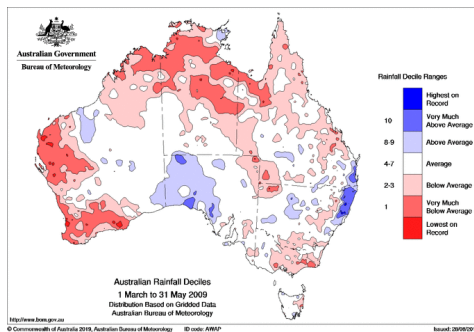 Australian Government
Bureau of Meteorology
Rainfall Decile Ranges
Highest on
Record
10
Very Much
Above Average
8-9
Above Average
4-7
Average
2-3
Below Average
1
Very Much
Below Average
Lowest on
Record
Australian Rainfall Deciles
1 March to 31 May 2009
Distribution Based on Gridded Data
Australian Bureau of Meteorology
http://www.bom.gov.au
© Commonwealth of Australia 2019, Australian Bureau of Meteorology
ID code: AWAP
Issued: